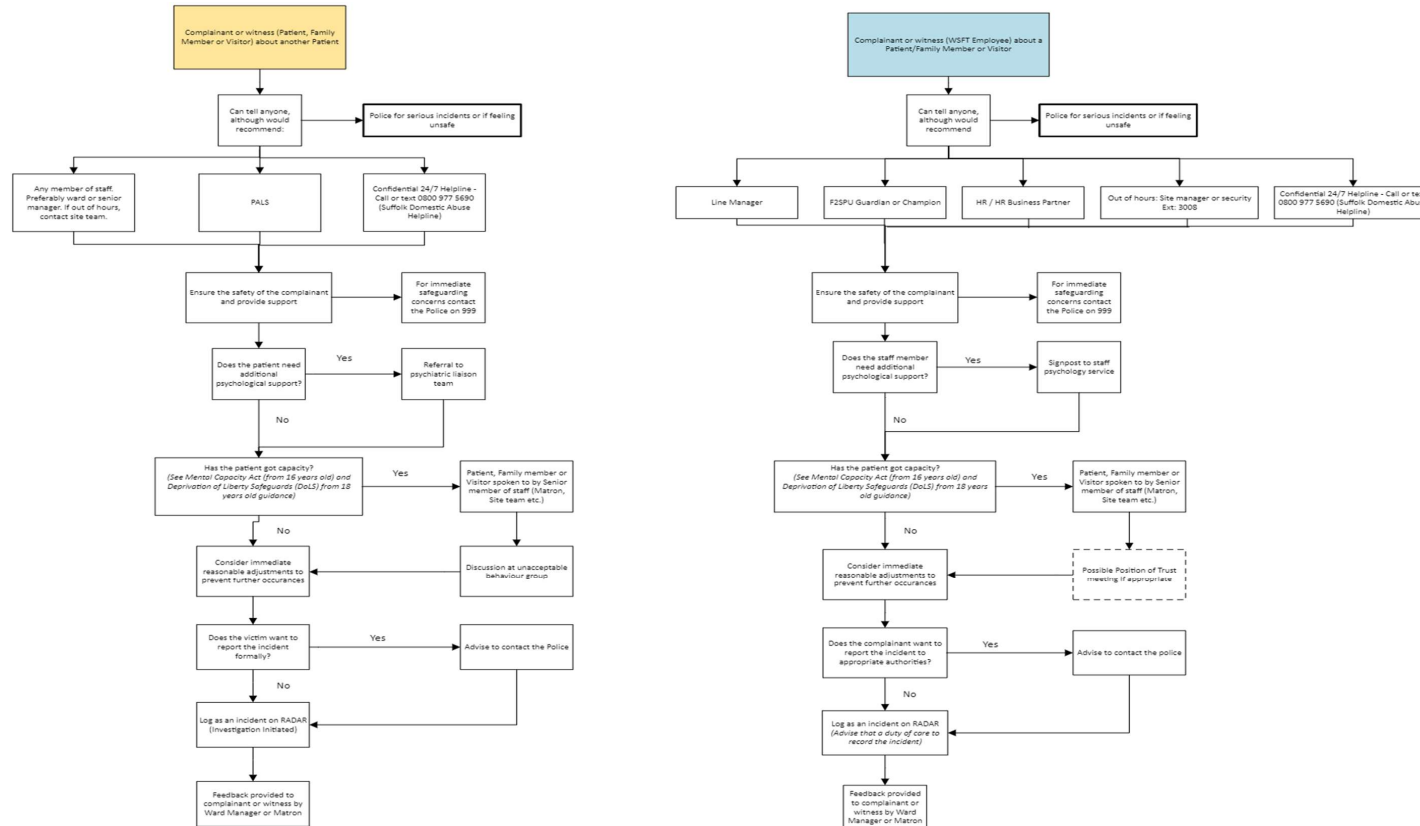 Complainant or witness (Patient, Family
Member or Visitor) about another Patient
Can tell anyone,
although would
recommend:
Police for serious incidents or if feeling
unsafe
Any member of staff.
Preferably ward or senior
manager. If out of hours,
contact site team.
PALS
Confidential 24/7 Helpline -
Call or text 0800 977 5690
(Suffolk Domestic Abuse
Helpline)
Ensure the safety of the complainant
and provide support
For immediate
safeguarding
concerns contact
the Police on 999
Does the patient need
additional
psychological support?
Yes
Referral to
psychiatric liaison
team
No
Has the patient got capacity?
(See Mental Capacity Act (from 16 years old) and
Deprivation of Liberty Safeguards (DoLS) from 18
years old guidance)
Yes
Patient, Family member or
Visitor spoken to by Senior
member of staff (Matron,
Site team etc.)
No
Consider immediate
reasonable adjustments to
prevent further occurances
Discussion at unacceptable
behaviour group
Does the victim want to
report the incident
formally?
Yes
Advise to contact the Police
No
Log as an incident on RADAR
(Investigation Initiated)
Feedback provided to
complainant or witness by
Ward Manager or Matron
Complainant or witness (WSFT Employee) about a
Patient/Family Member or Visitor
Can tell anyone,
although would
recommend
Police for serious incidents or if feeling
unsafe
Line Manager
F2SPU Guardian or Champion
HR / HR Business Partner
Out of hours: Site manager or security
Ext: 3008
Confidential 24/7 Helpline - Call or tex
0800 977 5690 (Suffolk Domestic Abu
Helpline)
Ensure the safety of the complainant
and provide support
For immediate
safeguarding
concerns contact
the Police on 999
Does the staff member
need additional
psychological support?
Yes
Signpost to staff
psychology service
No
Has the patient got capacity?
(See Mental Capacity Act (from 16 years old) and
Deprivation of Liberty Safeguards (DoLS) from 18 years
old guidance)
Yes
Patient, Family member or
Visitor spoken to by Senior
member of staff (Matron,
Site team etc.)
No
Consider immediate
reasonable adjustments to
prevent further occurances
Possible Position of Trust
meeting if appropriate
Does the complainant want to
report the incident to
appropriate authorities?
Yes
Advise to contact the police
No
Log as an incident on RADAR
(Advise that a duty of care to
record the incident)
Feedback provided
to complainant or
witness by Ward
Manager or Matron